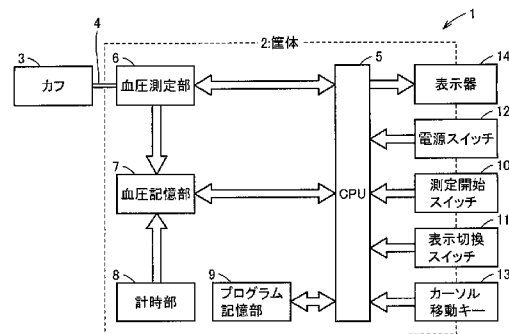 1
2:筐体
4
3
カフ
6
血圧測定部
5
CPU
14
表示器
12
電源スイッチ
7
血圧記憶部
10
測定開始
スイッチ
11
表示切換
スイッチ
8
計時部
9
プログラム
記憶部
13
カーソル
移動キー